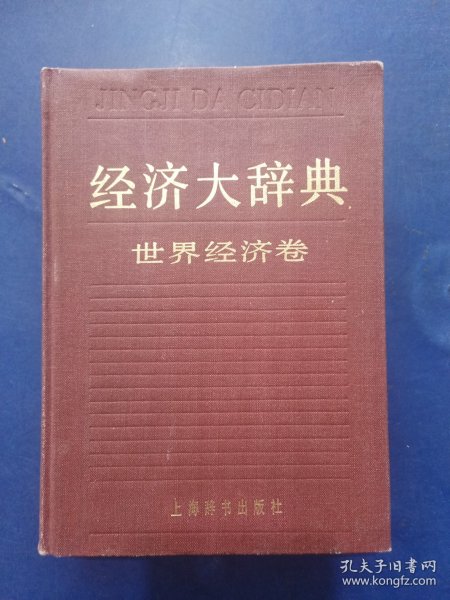 JINGJI DA CIDIAN
经济大辞典
世界经济卷
上海辞书出版社
孔夫子旧书网
www.kongfz.com